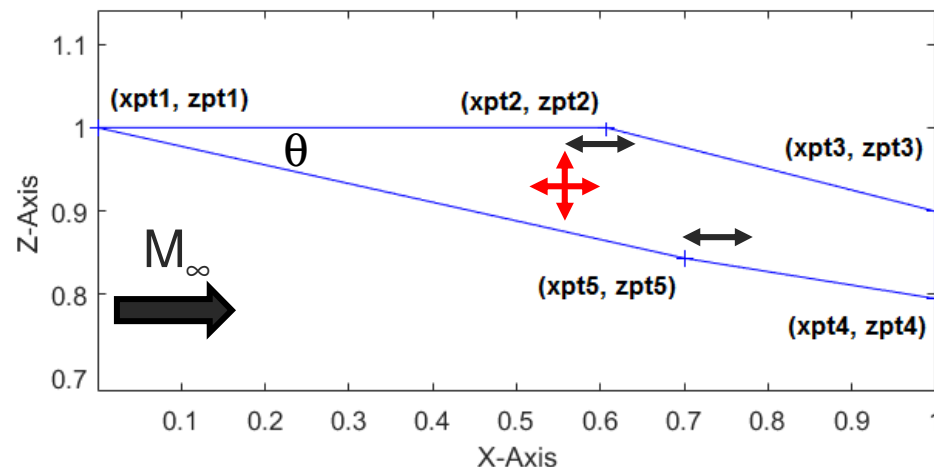 1.1
(xpt1, zpt1)
(xpt2, zpt2)
1
θ
(xpt3, zpt3)
Z-Axis
0.9
M∞
(xpt5, zpt5)
0.8
(xpt4, zpt4)
0.7
0.1 0.2 0.3 0.4 0.5 0.6 0.7 0.8 0.9 1
X-Axis